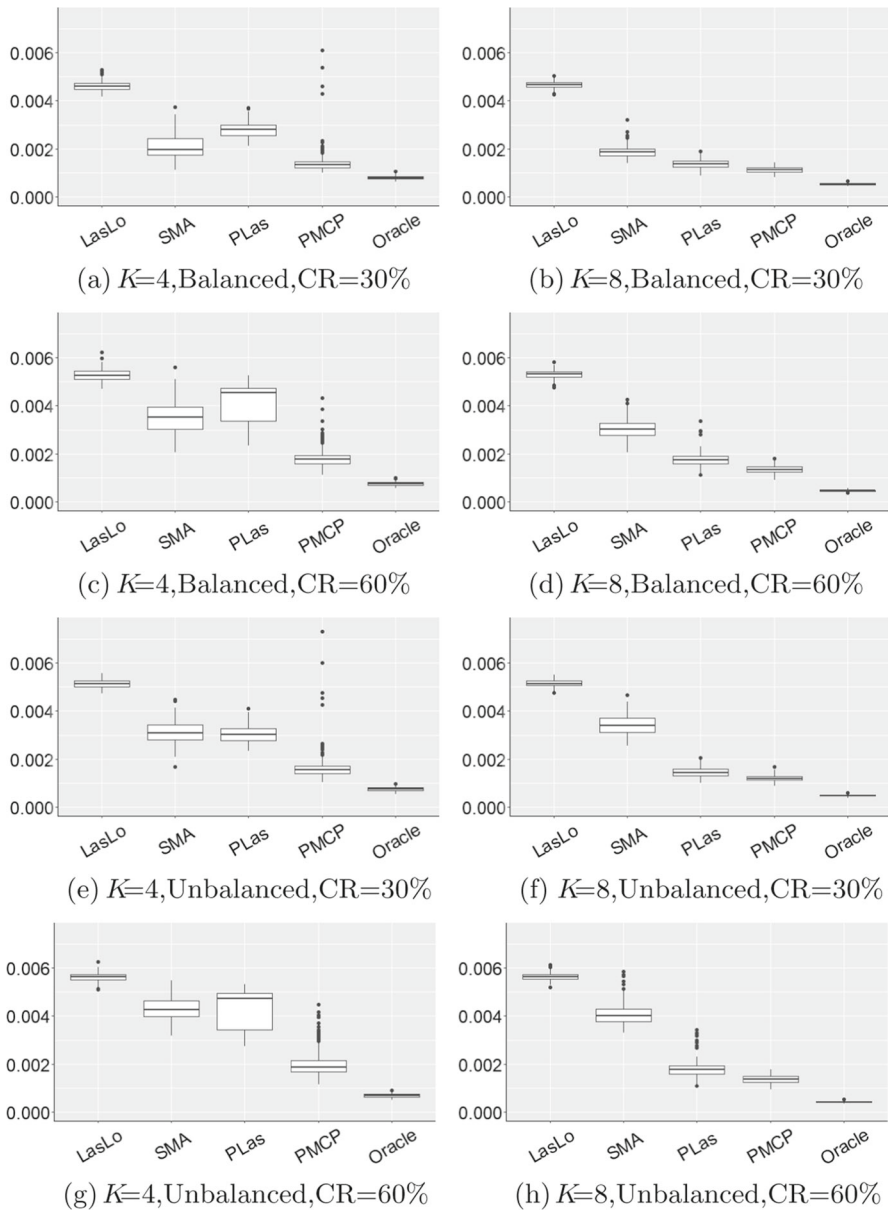 0.006
0.004
0.002
0.000
LasLo SMA PLas PMCP Oracle
(a) K=4,Balanced,CR=30%
0.006
0.004
0.002
0.000
LasLo SMA PLas PMCP Oracle
(b) K=8,Balanced,CR=30%
0.006
0.004
0.002
0.000
LasLo SMA PLas PMCP Oracle
(c) K=4,Balanced,CR=60%
0.006
0.004
0.002
0.000
LasLo SMA PLas PMCP Oracle
(d) K=8,Balanced,CR=60%
0.006
0.004
0.002
0.000
LasLo SMA PLas PMCP Oracle
(e) K=4,Unbalanced,CR=30%
0.006
0.004
0.002
0.000
LasLo SMA PLas PMCP Oracle
(f) K=8,Unbalanced,CR=30%
0.006
0.004
0.002
0.000
LasLo SMA PLas PMCP Oracle
(g) K=4,Unbalanced,CR=60%
0.006
0.004
0.002
0.000
LasLo SMA PLas PMCP Oracle
(h) K=8,Unbalanced,CR=60%